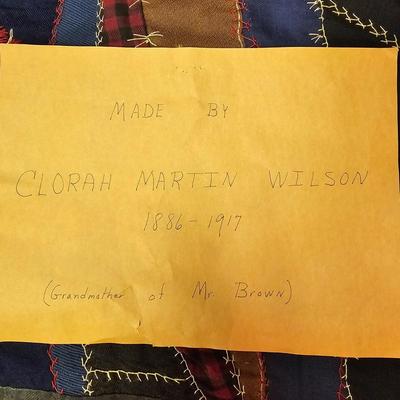 MADE BY
CLORAH MARTIN WILSON
1886-1917
(Grandmother of Mr. Brown)